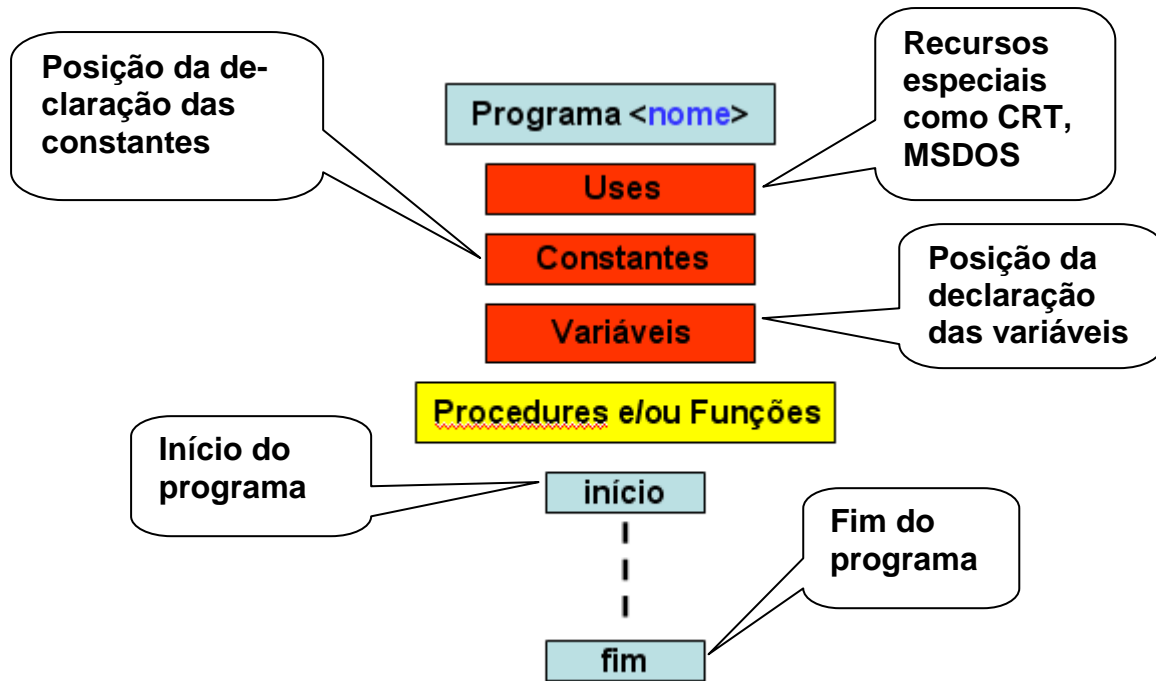 Posição da de-
claração das
constantes
Recursos
especiais
como CRT,
MSDOS
Programa <nome>
Uses
Constantes
Posição da
declaração
das variáveis
Variáveis
Procedures e/ou Funções
Início do
programa
início
Fim do
programa
fim